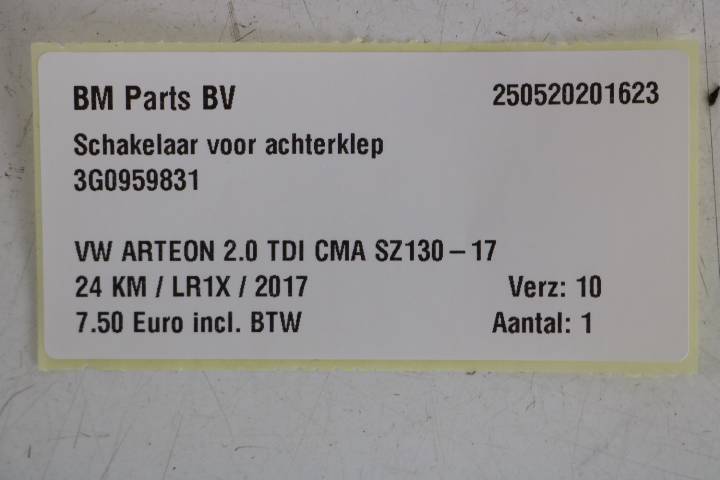 BM Parts BV 250520201623
Schakelaar voor achterklep
3G0959831
VW ARTEON 2.0 TDI CMA SZ130-17
24 KM / LR1X / 2017 Verz: 10
7.50 Euro incl. BTW Aantal: 1